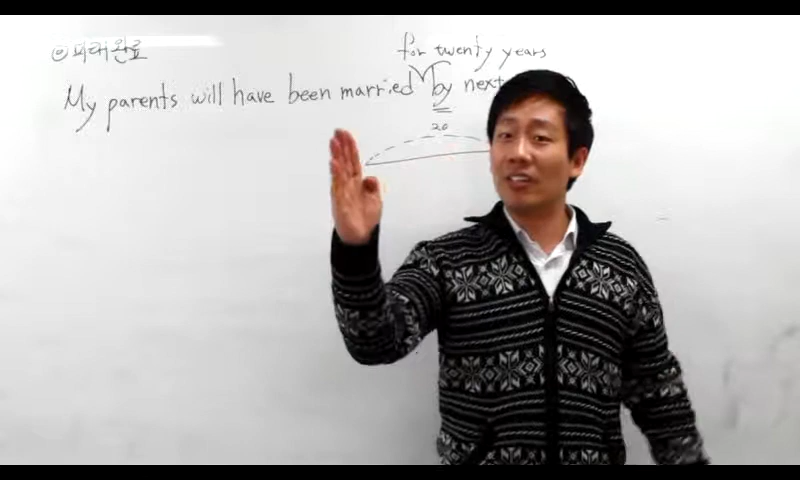 ◎ 미래완료
for twenty years
My parents will have been married by next
20